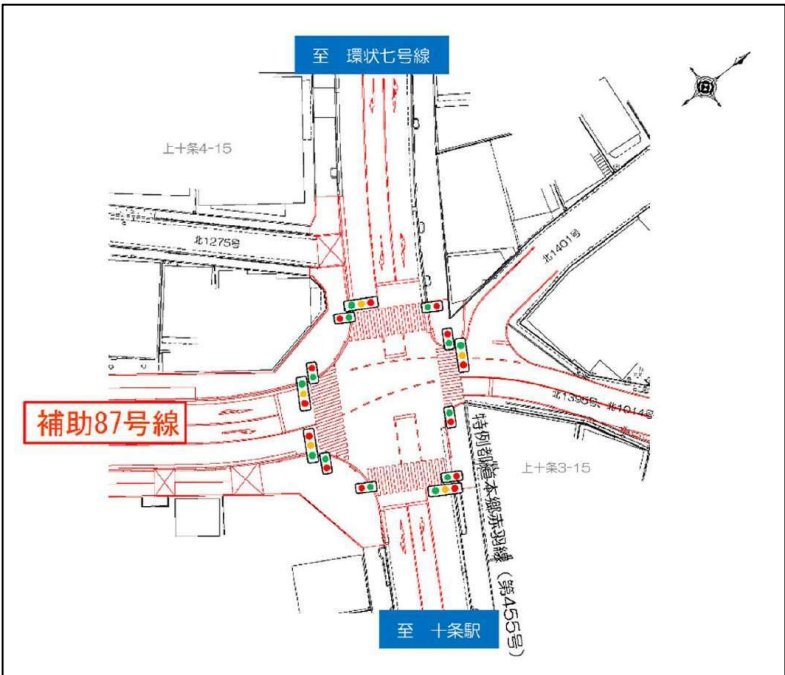 至 環状七号線
上十条4-15
北1275号
北1401号
補助87号線
北1395号、北1014号
上十条3-15
特例都道本郷赤羽線（第455号）
至 十条駅